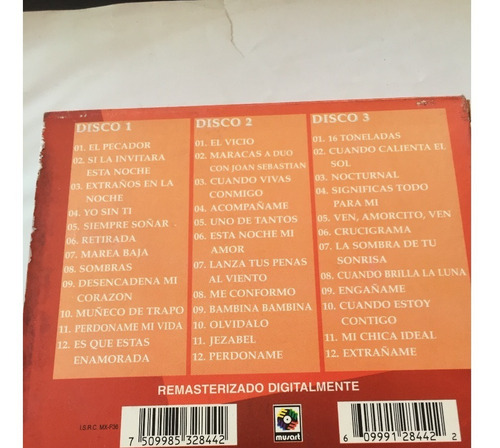 DISCO 1
01. EL PECADOR
02. SI LA INVITARA
ESTA NOCHE
03. EXTRAÑOS EN LA
NOCHE
04. YO SIN TI
05. SIEMPRE SOÑAR
06. RETIRADA
07. MAREA BAJA
08. SOMBRAS
09. DESENCADENA MI
CORAZON
10. MUÑECO DE TRAPO
11. PERDONAME MI VIDA
12. ES QUE ESTAS
ENAMORADA
DISCO 2
01. EL VICIO
02. MARACAS A DUO
CON JOAN SEBASTIAN
03. CUANDO VIVAS
CONMIGO
04. ACOMPAÑAME
05. UNO DE TANTOS
06. ESTA NOCHE MI
AMOR
07. LANZA TUS PENAS
AL VIENTO
08. ME CONFORMO
09. BAMBINA BAMBINA
10. OLVIDALO
11. JEZABEL
12. PERDONAME
DISCO 3
01. 16 TONELADAS
02. CUANDO CALIENTA EL
SOL
03. NOCTURNAL
04. SIGNIFICAS TODO
PARA MI
05. VEN, AMORCITO, VEN
06. CRUCIGRAMA
07. LA SOMBRA DE TU
SONRISA
08. CUANDO BRILLA LA LUNA
09. ENGAÑAME
10. CUANDO ESTOY
CONTIGO
11. MI CHICA IDEAL
12. EXTRAÑAME
REMASTERIZADO DIGITALMENTE
I.S.R.C. MX-F36
7 509985 328442
musart
6 09991 28442 2